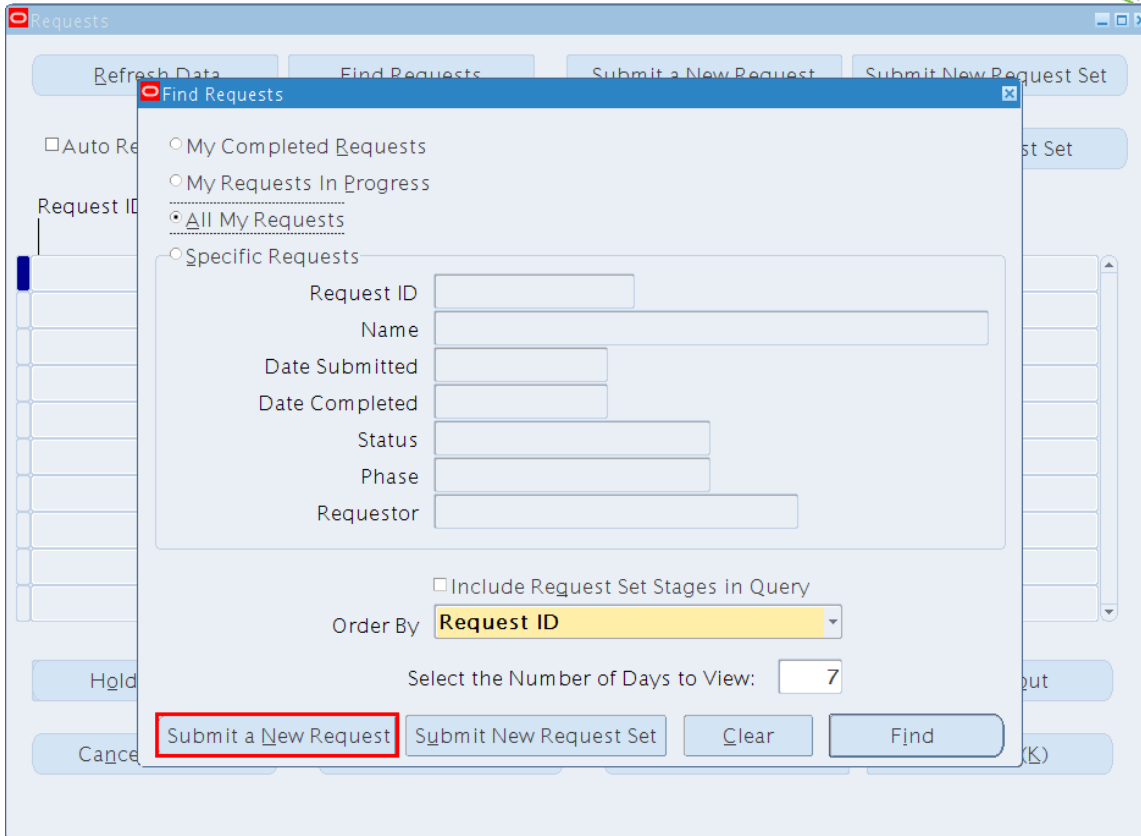 Requests
Refresh Data Find Requests Submit a New Request Submit New Request Set
Find Requests
Auto Re st Set
My Completed Requests
My Requests In Progress
Request ID
All My Requests
Specific Requests
Request ID
Name
Date Submitted
Date Completed
Status
Phase
Requestor
Include Request Set Stages in Query
Order By Request ID
Select the Number of Days to View: 7
Hold out
Submit a New Request Submit New Request Set Clear Find
Cance (K)